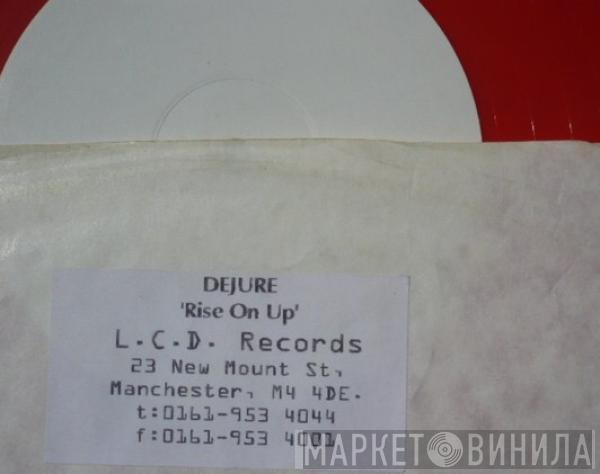 DEJURE
'Rise On Up'
L.C.D. Records
23 New Mount St,
Manchester, M4 4DE.
t:0161-953 4044
f:0161-953 4001
МАРКЕТ ВИНИЛА